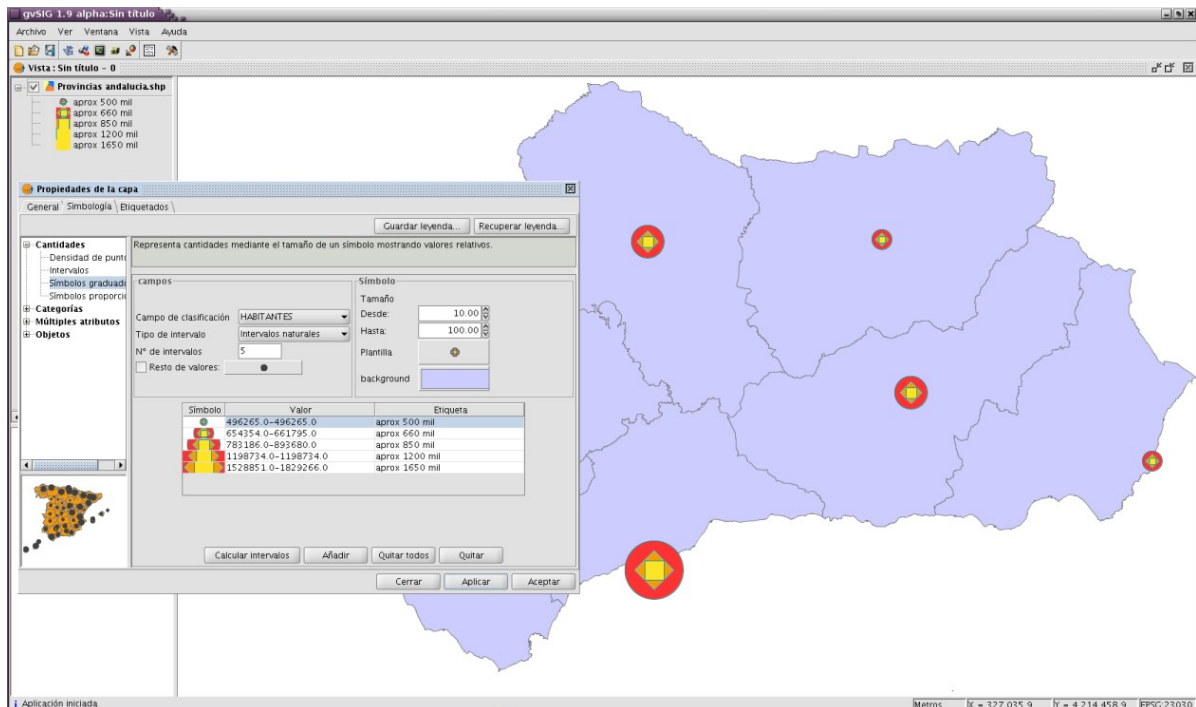 gvSIG 1.9 alpha:Sin título
Archivo Ver Ventana Vista Ayuda
Vista : Sin título - 0
Provincias andalucia.shp
aprox 500 mil
aprox 660 mil
aprox 850 mil
aprox 1200 mil
aprox 1650 mil
Propiedades de la capa
General Simbología Etiquetados
Guardar leyenda... Recuperar leyenda...
Cantidades
Densidad de punto
Intervalos
Símbolos graduado
Símbolos proporcio
Categorías
Múltiples atributos
Objetos
Representa cantidades mediante el tamaño de un símbolo mostrando valores relativos.
campos
Campo de clasificación HABITANTES
Tipo de intervalo Intervalos naturales
Nº de intervalos 5
Resto de valores:
Símbolo
Tamaño
Desde: 10.00
Hasta: 100.00
Plantilla
background
Símbolo Valor Etiqueta
496265.0-496265.0 aprox 500 mil
654354.0-661795.0 aprox 660 mil
783186.0-893680.0 aprox 850 mil
1198734.0-1198734.0 aprox 1200 mil
1528851.0-1829266.0 aprox 1650 mil
Calcular intervalos Añadir Quitar todos Quitar
Cerrar Aplicar Aceptar
Aplicación iniciada
Metros X = 327.035,9 Y = 4.214.458,9 EPSG:23030